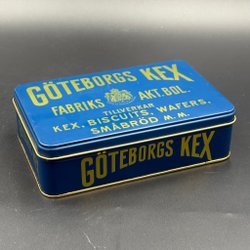 GÖTEBORGS KEX
FABRIKS AKT.BOL.
TILLVERKAR
KEX, BISCUITS, WAFERS,
SMÅBRÖD M.M.
GÖTEBORGS KEX